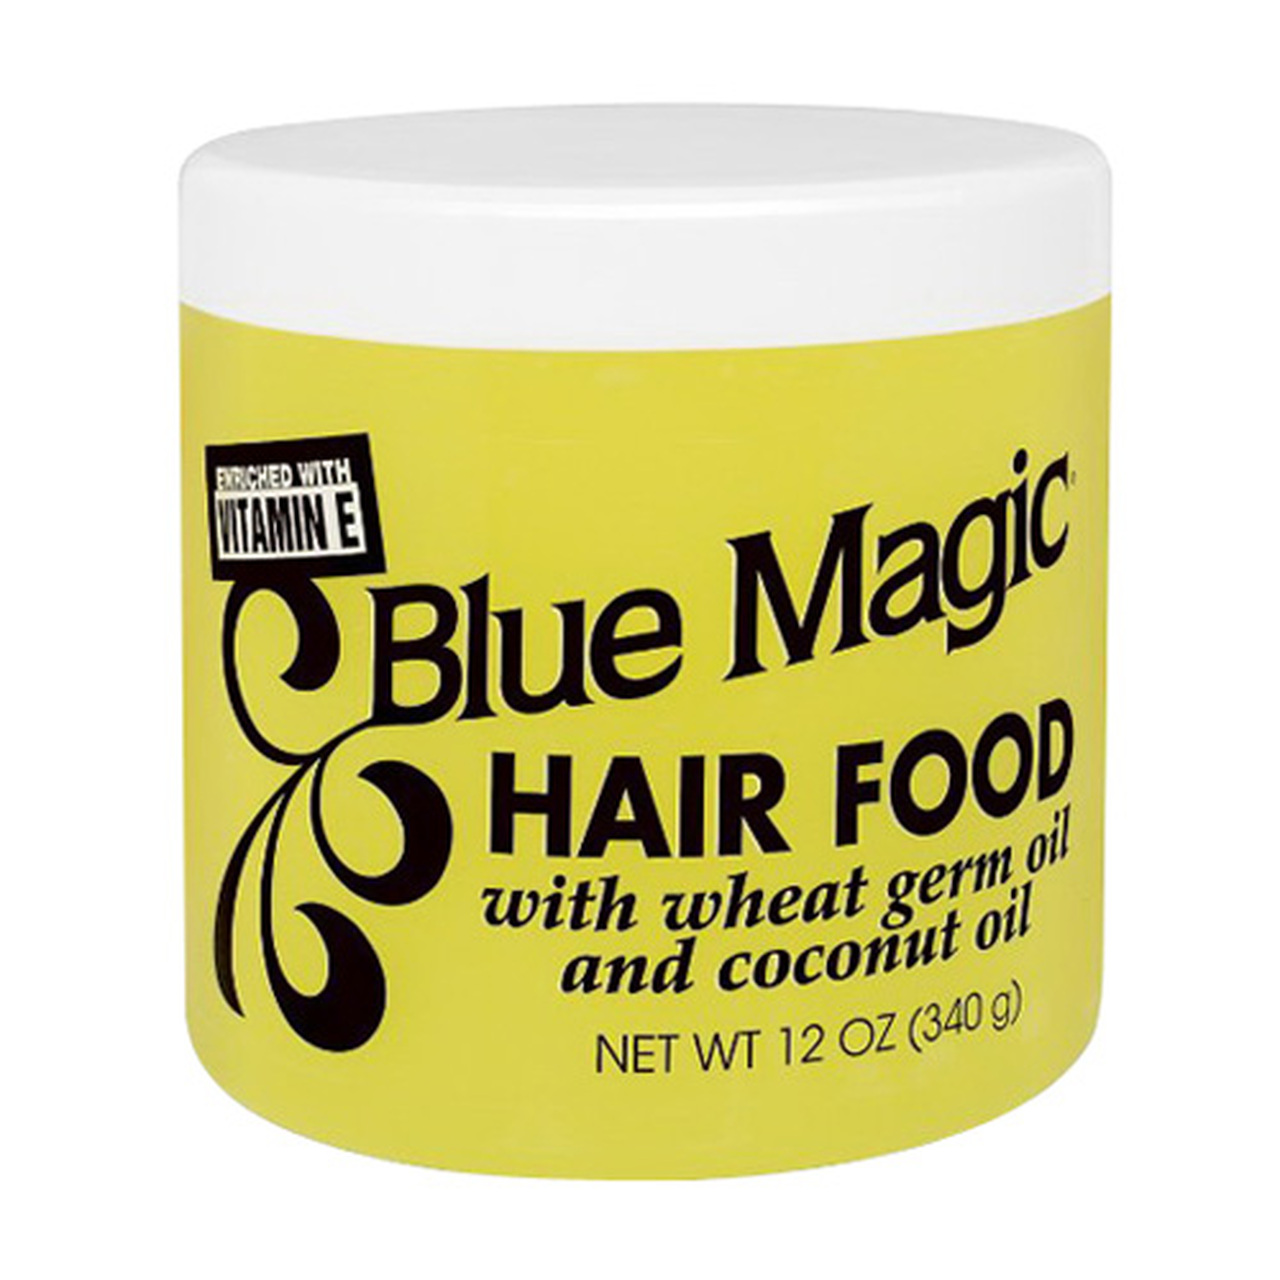 ENRICHED WITH
VITAMIN E
Blue Magic
HAIR FOOD
with wheat germ oil
and coconut oil
NET WT 12 OZ (340 g)